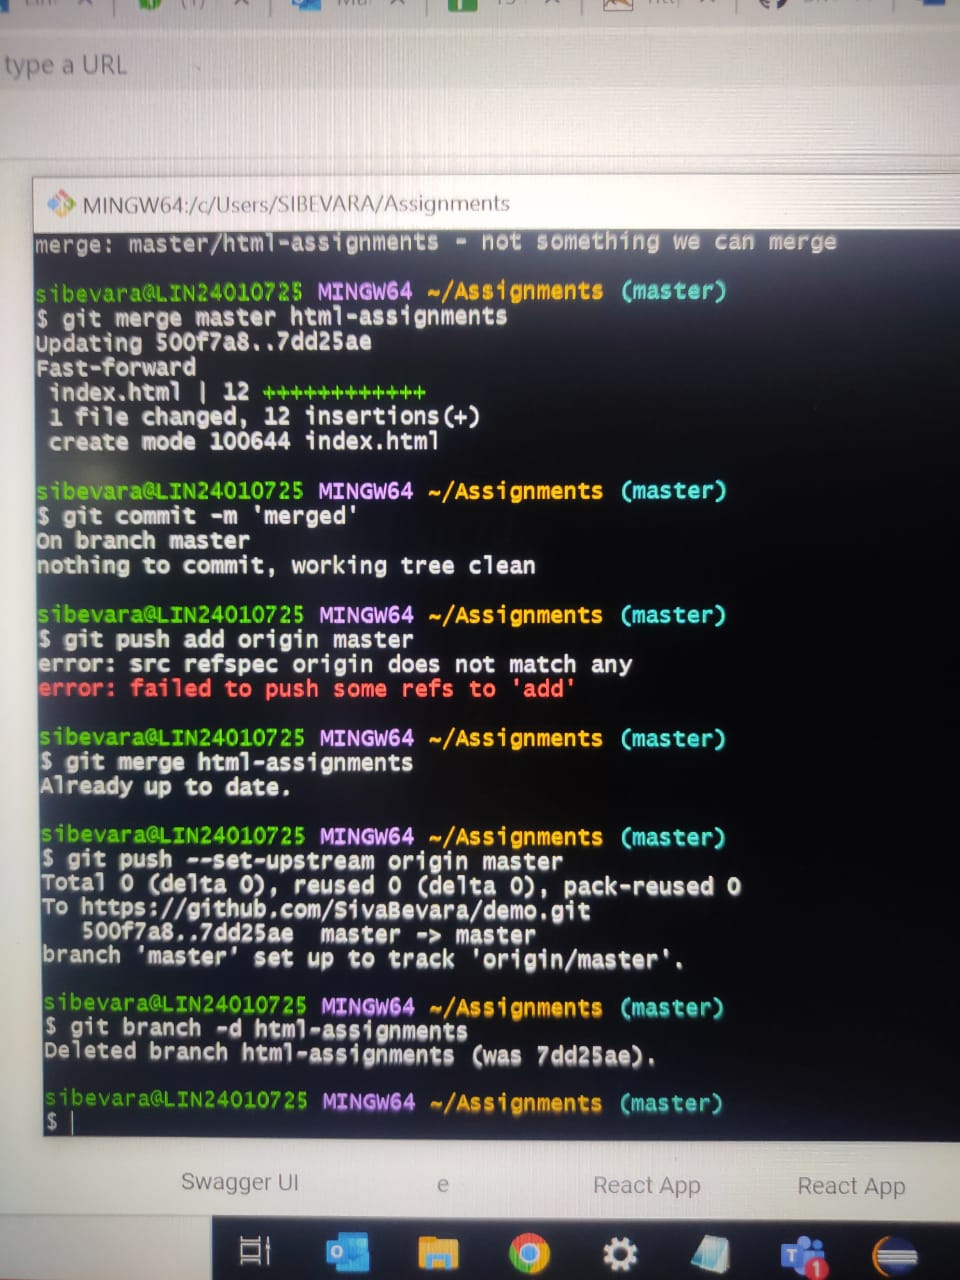 type a URL
MINGW64:/c/Users/SIBEVARA/Assignments
merge: master/html-assignments - not something we can merge
sibevara@LIN24010725 MINGW64 ~/Assignments (master)
$ git merge master html-assignments
Updating 500f7a8..7dd25ae
Fast-forward
index.html | 12 ++++++++++++
1 file changed, 12 insertions(+)
create mode 100644 index.html
sibevara@LIN24010725 MINGW64 ~/Assignments (master)
$ git commit -m 'merged'
On branch master
nothing to commit, working tree clean
sibevara@LIN24010725 MINGW64 ~/Assignments (master)
$ git push add origin master
error: src refspec origin does not match any
error: failed to push some refs to 'add'
sibevara@LIN24010725 MINGW64 ~/Assignments (master)
$ git merge html-assignments
Already up to date.
sibevara@LIN24010725 MINGW64 ~/Assignments (master)
$ git push --set-upstream origin master
Total 0 (delta 0), reused 0 (delta 0), pack-reused 0
To https://github.com/SivaBevara/demo.git
500f7a8..7dd25ae  master -> master
branch 'master' set up to track 'origin/master'.
sibevara@LIN24010725 MINGW64 ~/Assignments (master)
$ git branch -d html-assignments
Deleted branch html-assignments (was 7dd25ae).
sibevara@LIN24010725 MINGW64 ~/Assignments (master)
$
Swagger UI e React App React App
T 1